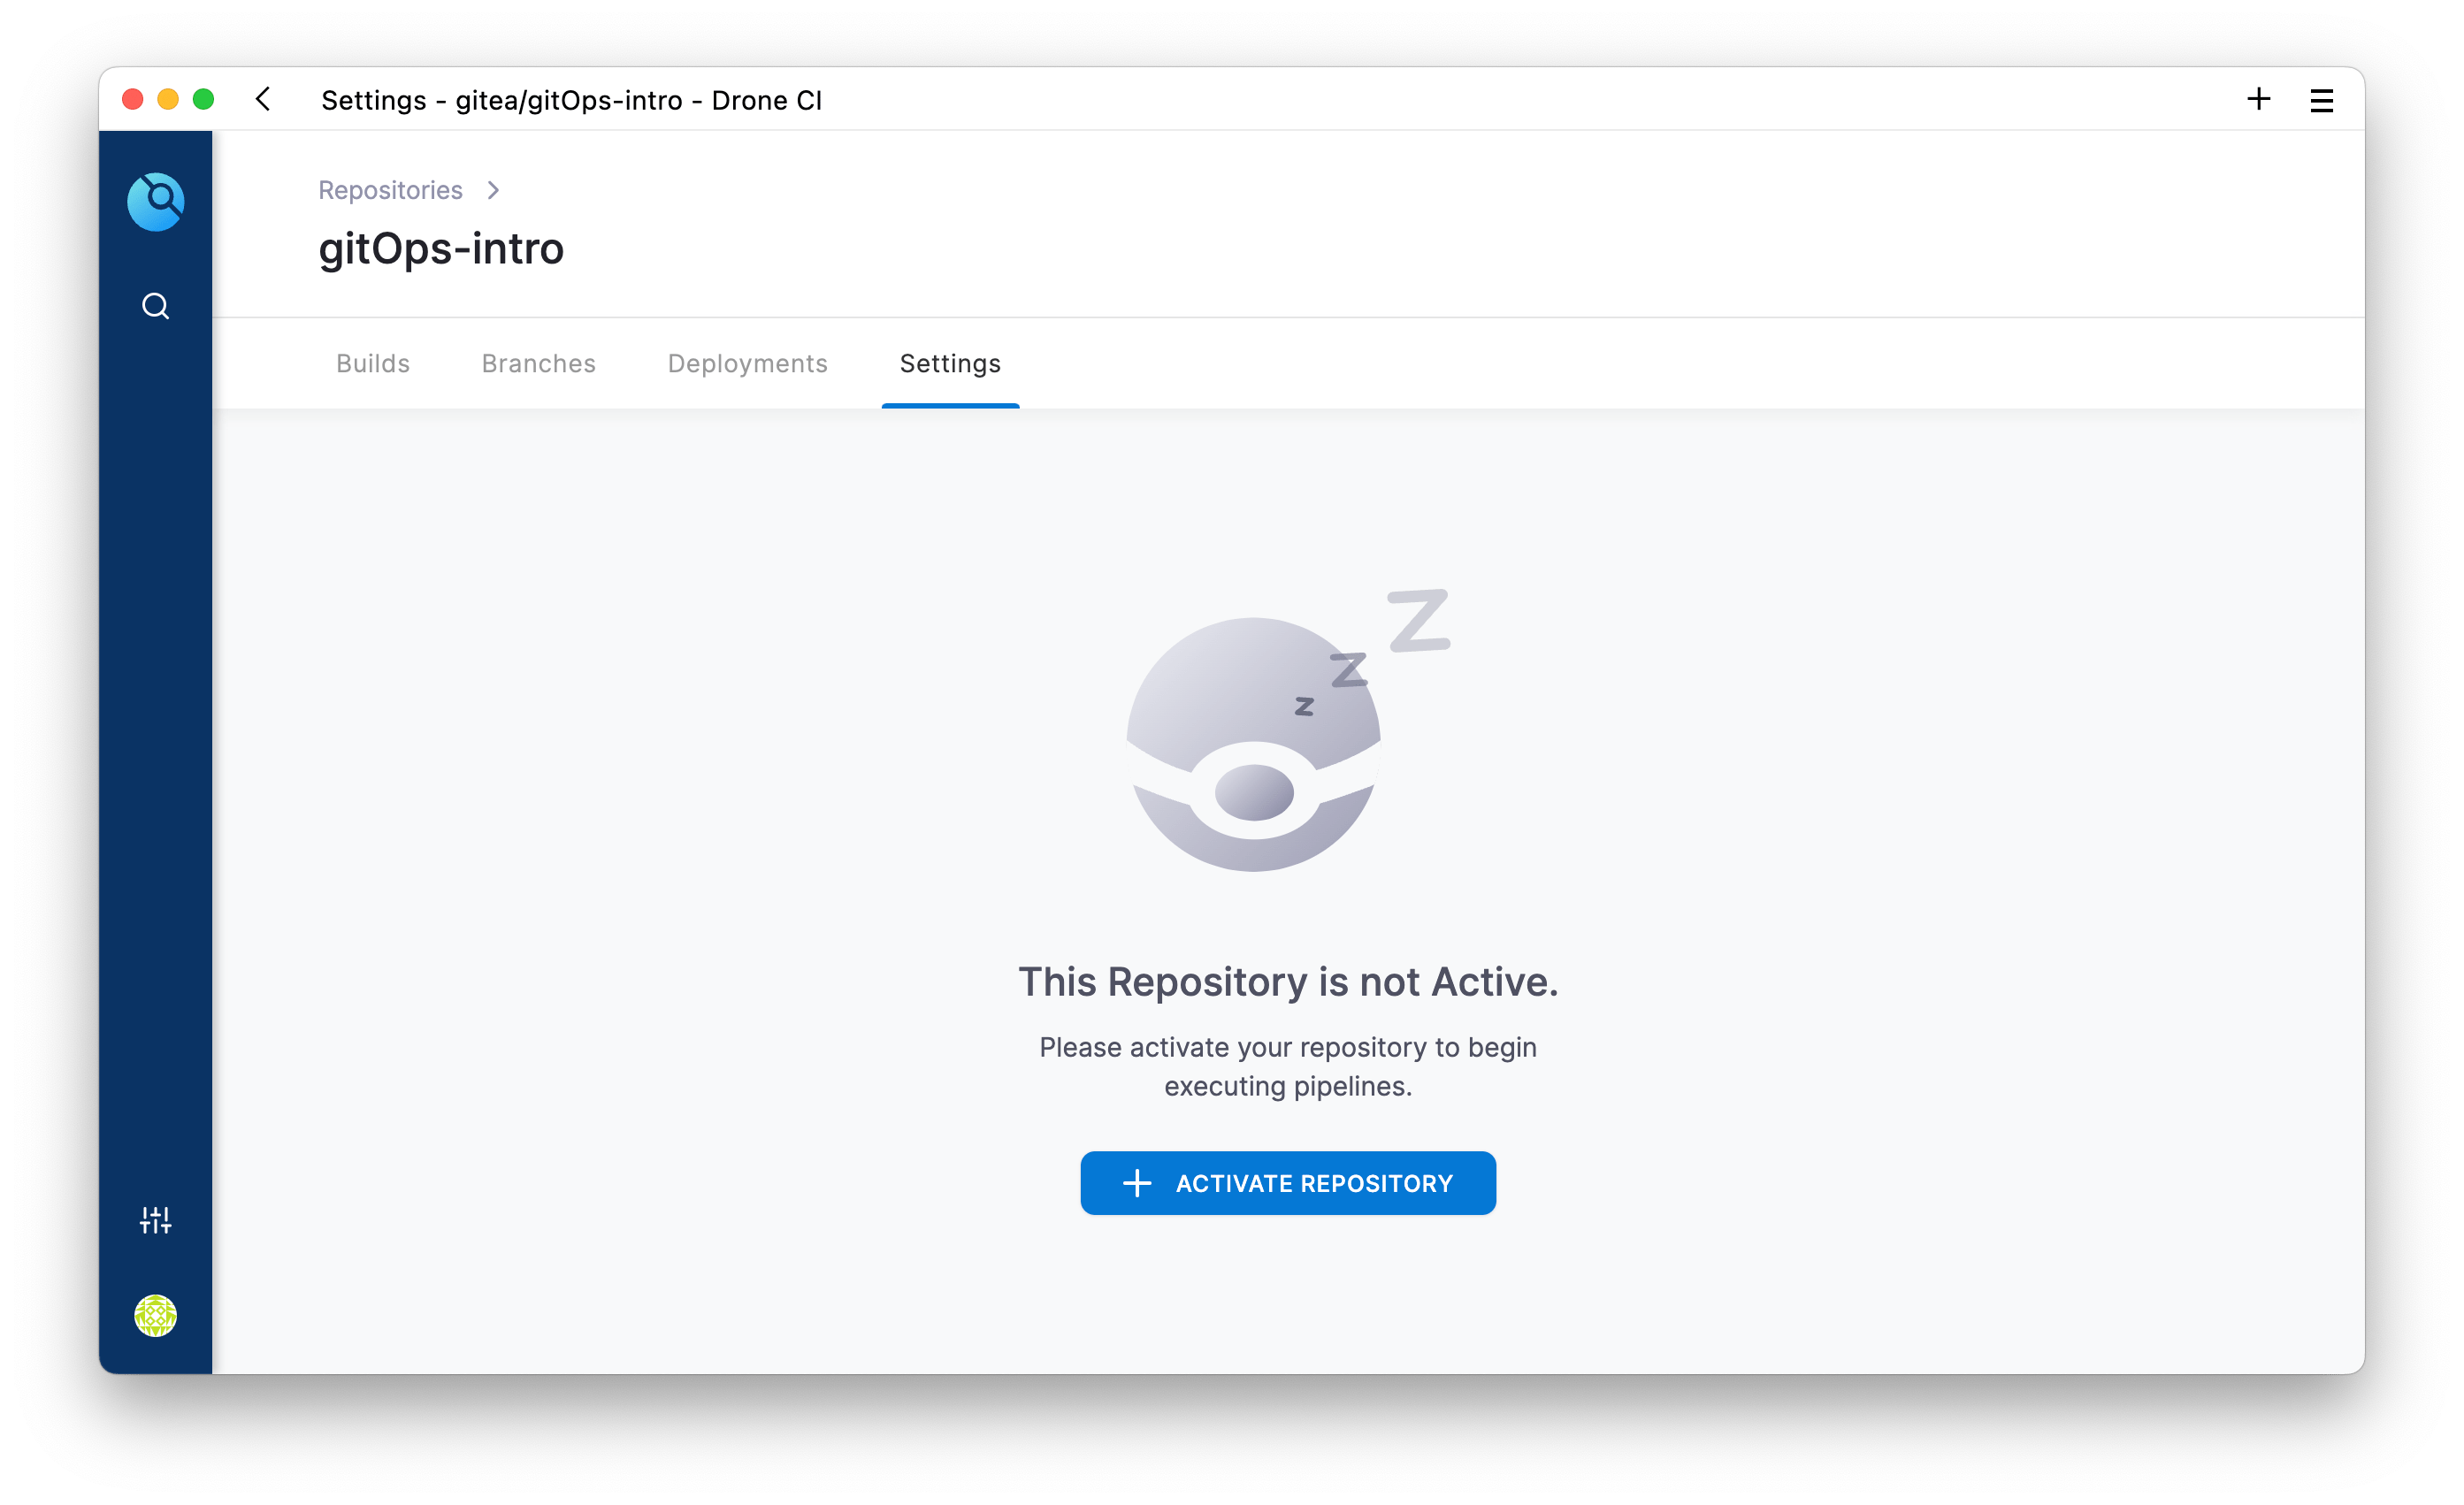 Settings - gitea/gitOps-intro - Drone CI
Repositories
gitOps-intro
Builds Branches Deployments Settings
z
z
z
This Repository is not Active.
Please activate your repository to begin
executing pipelines.
ACTIVATE REPOSITORY